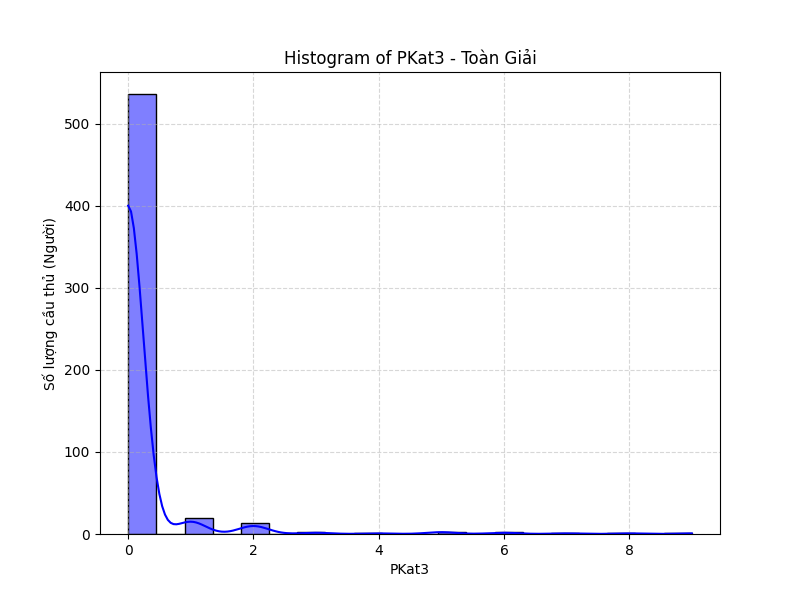 Histogram of PKat3 - Toàn Giải
Số lượng cầu thủ (Người)
500
400
300
200
100
0
0 2 4 6 8
PKat3